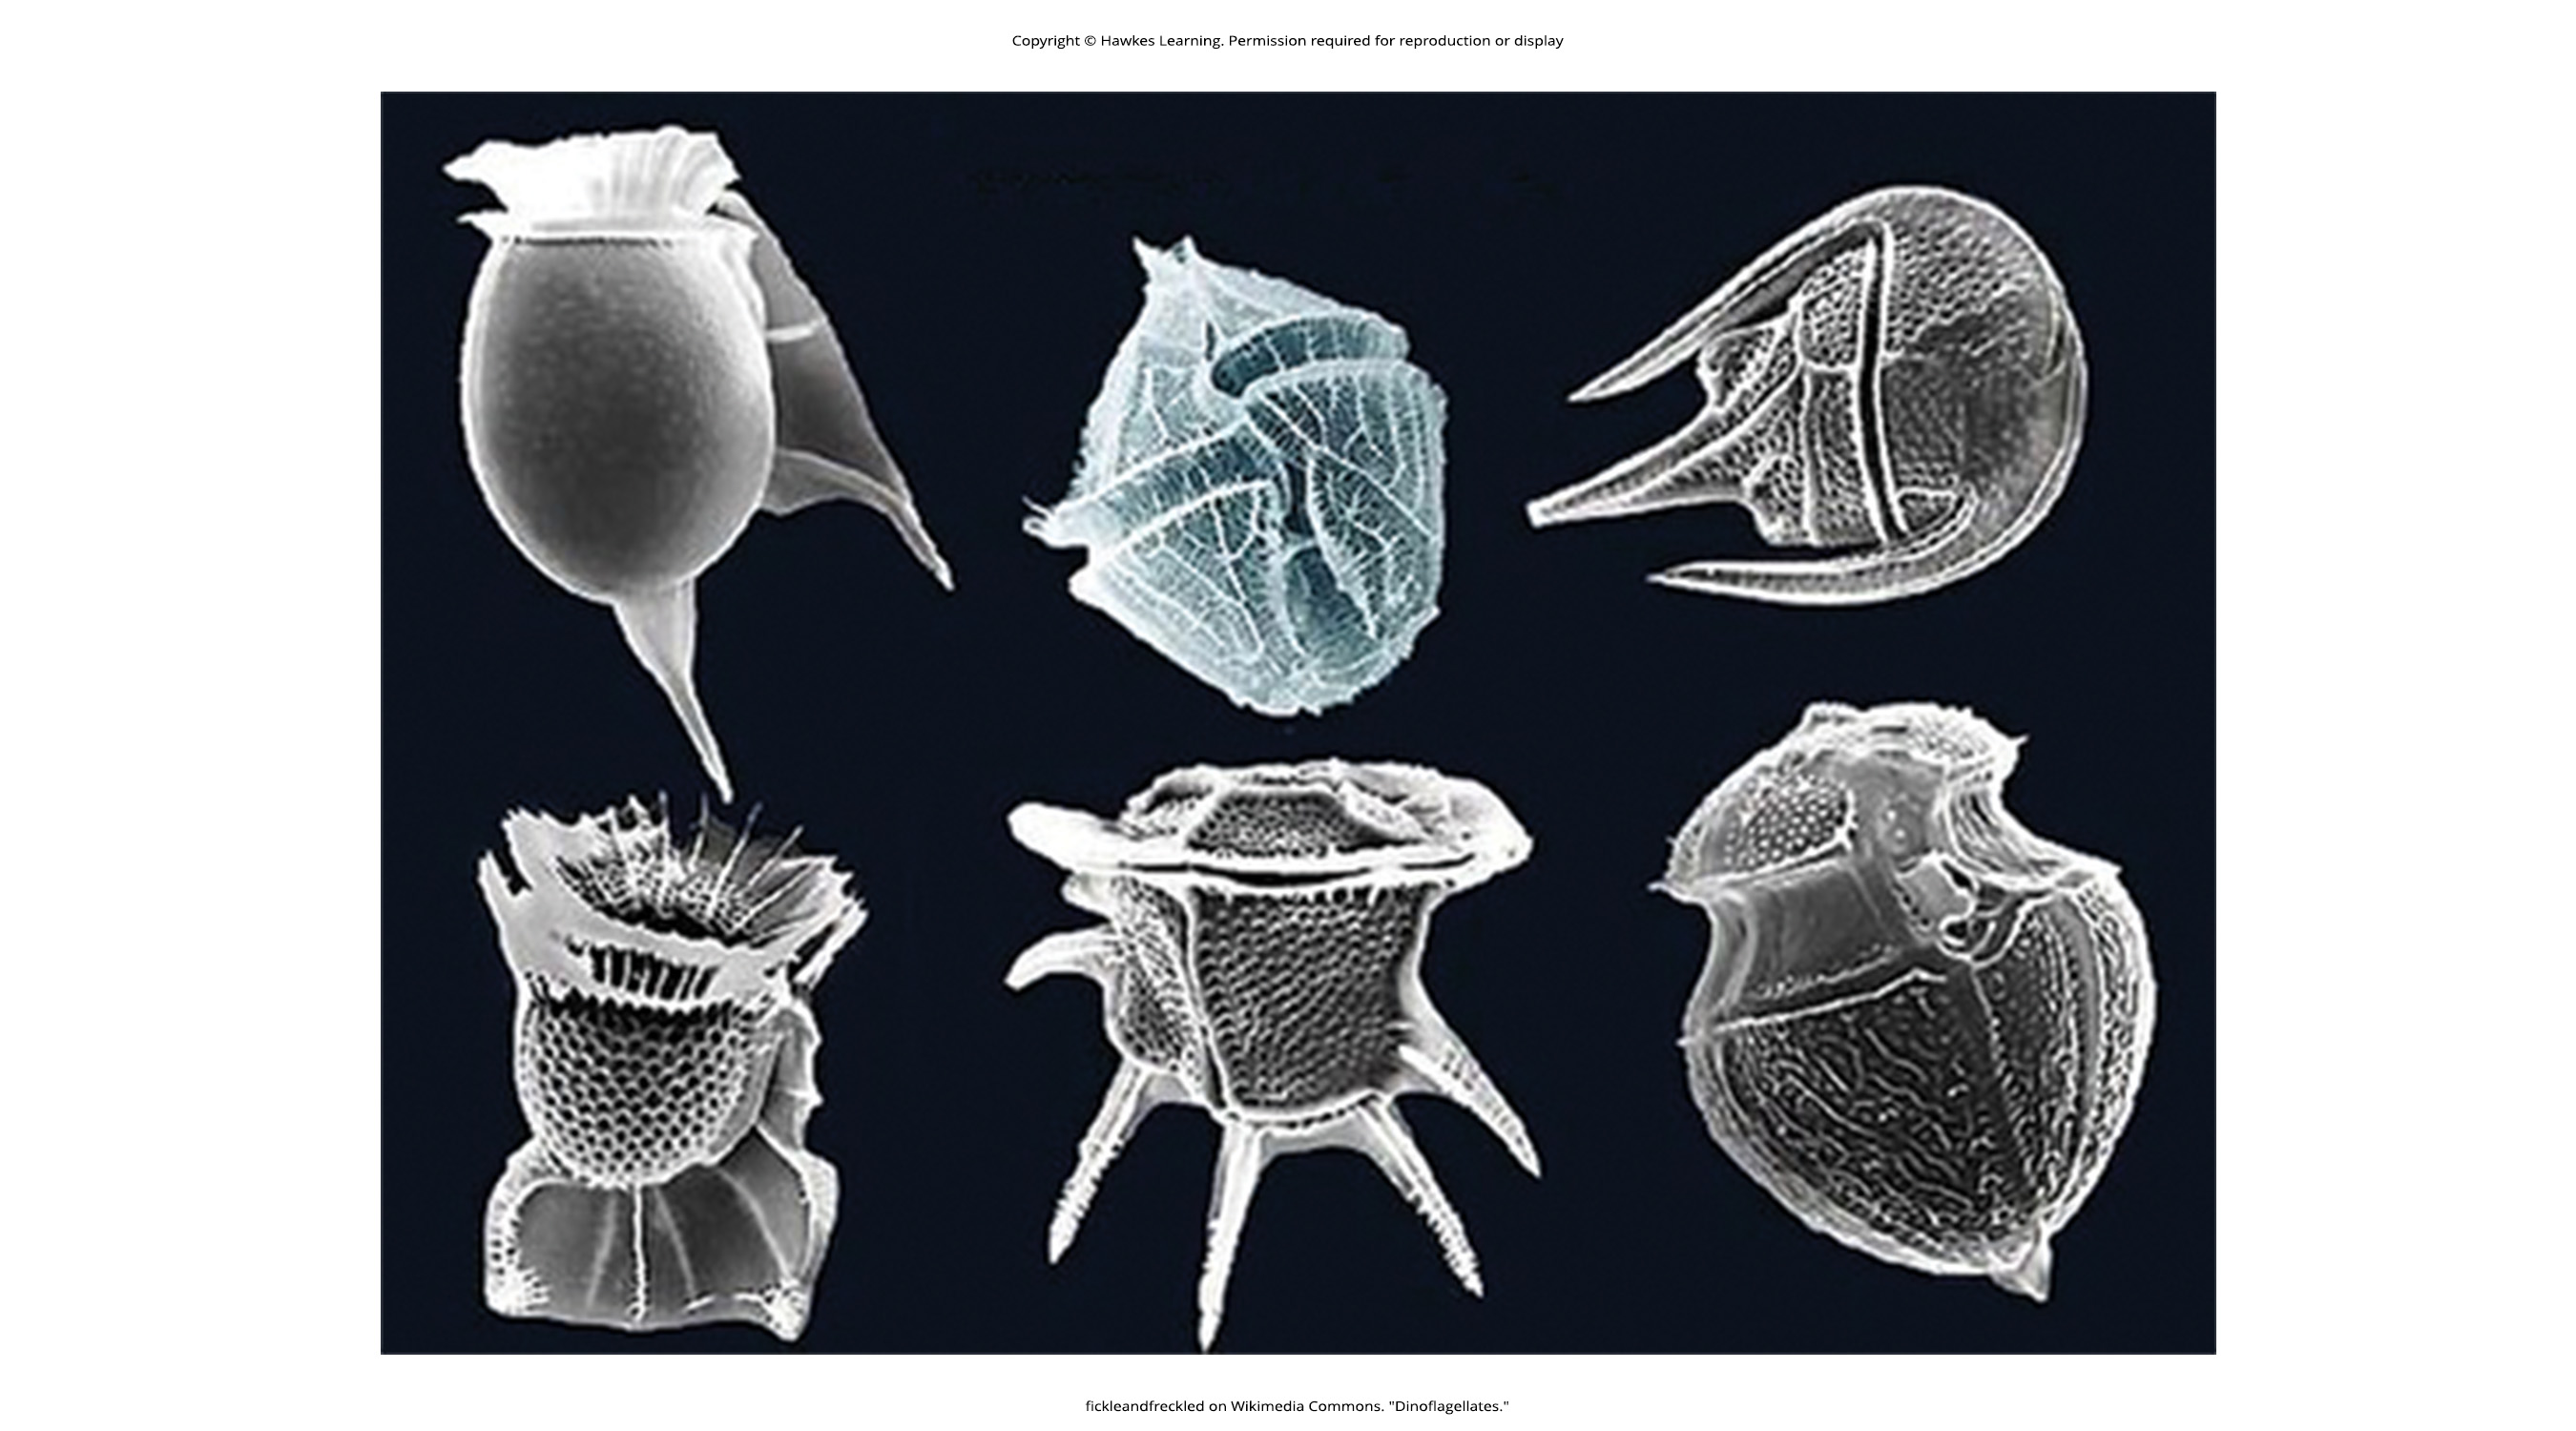 Copyright © Hawkes Learning. Permission required for reproduction or display
fickleandfreckled on Wikimedia Commons. "Dinoflagellates."